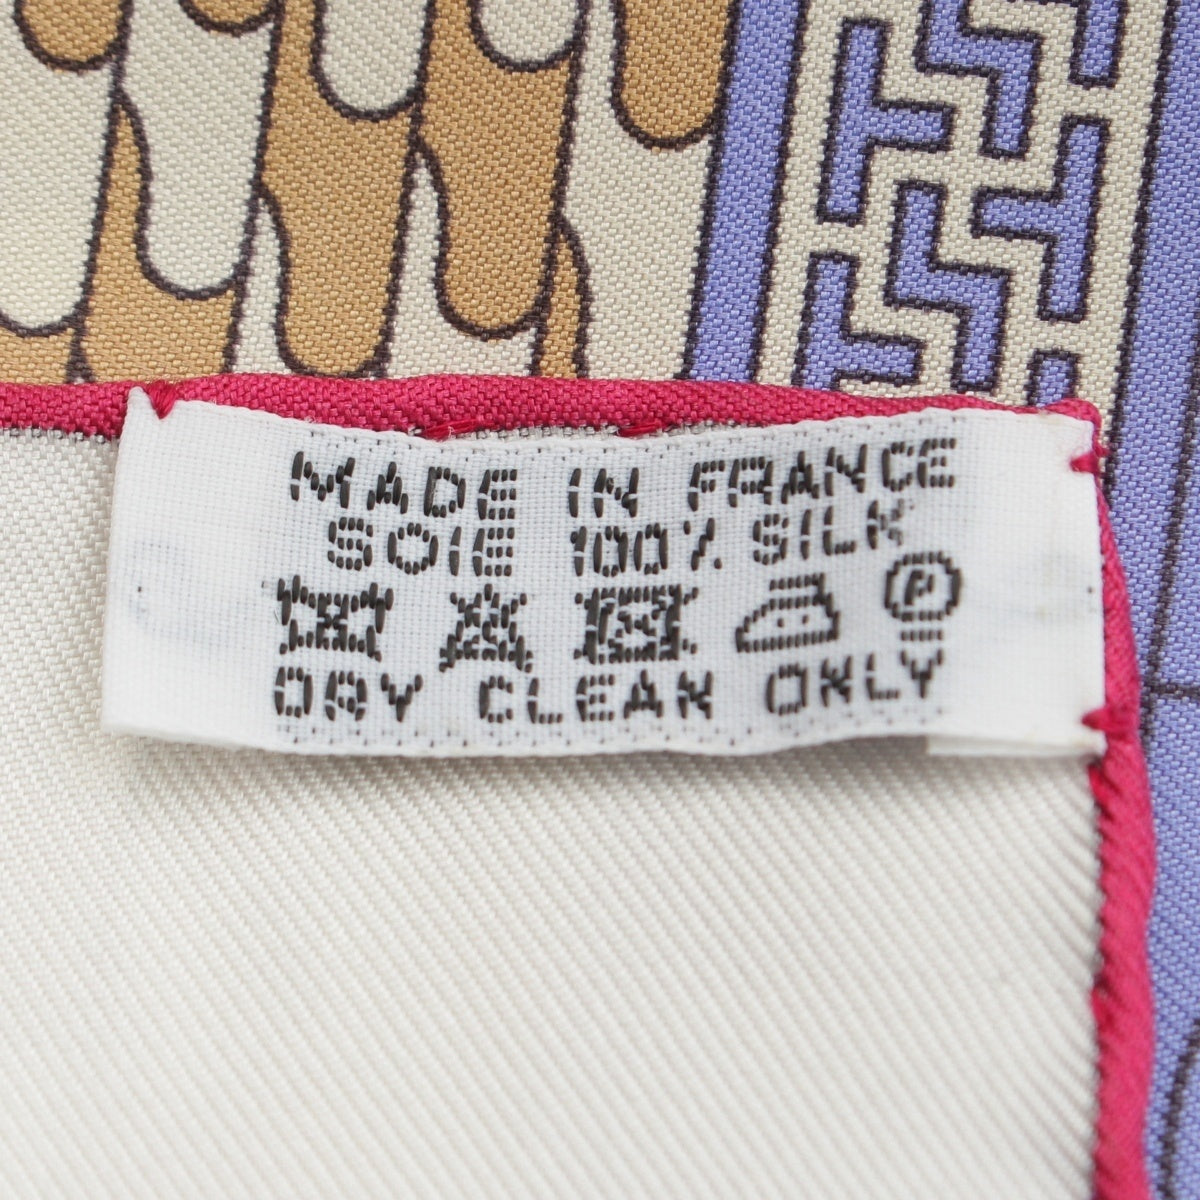 MADE IN FRANCE
SOIE 100% SILK
P
DRY CLEAN ONLY